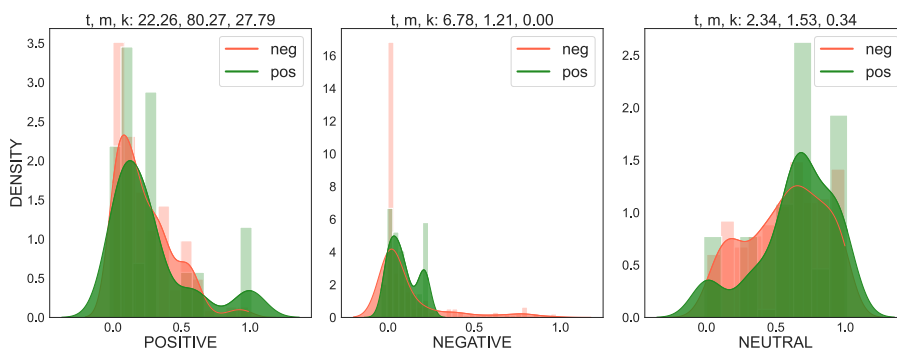 t, m, k: 22.26, 80.27, 27.79
t, m, k: 6.78, 1.21, 0.00
t, m, k: 2.34, 1.53, 0.34
DENSITY
3.5
3.0
2.5
2.0
1.5
1.0
0.5
0.0
neg
pos
0.0 0.5 1.0
POSITIVE
16
14
12
10
8
6
4
2
0
neg
pos
0.0 0.5 1.0
NEGATIVE
2.5
2.0
1.5
1.0
0.5
0.0
neg
pos
0.0 0.5 1.0
NEUTRAL